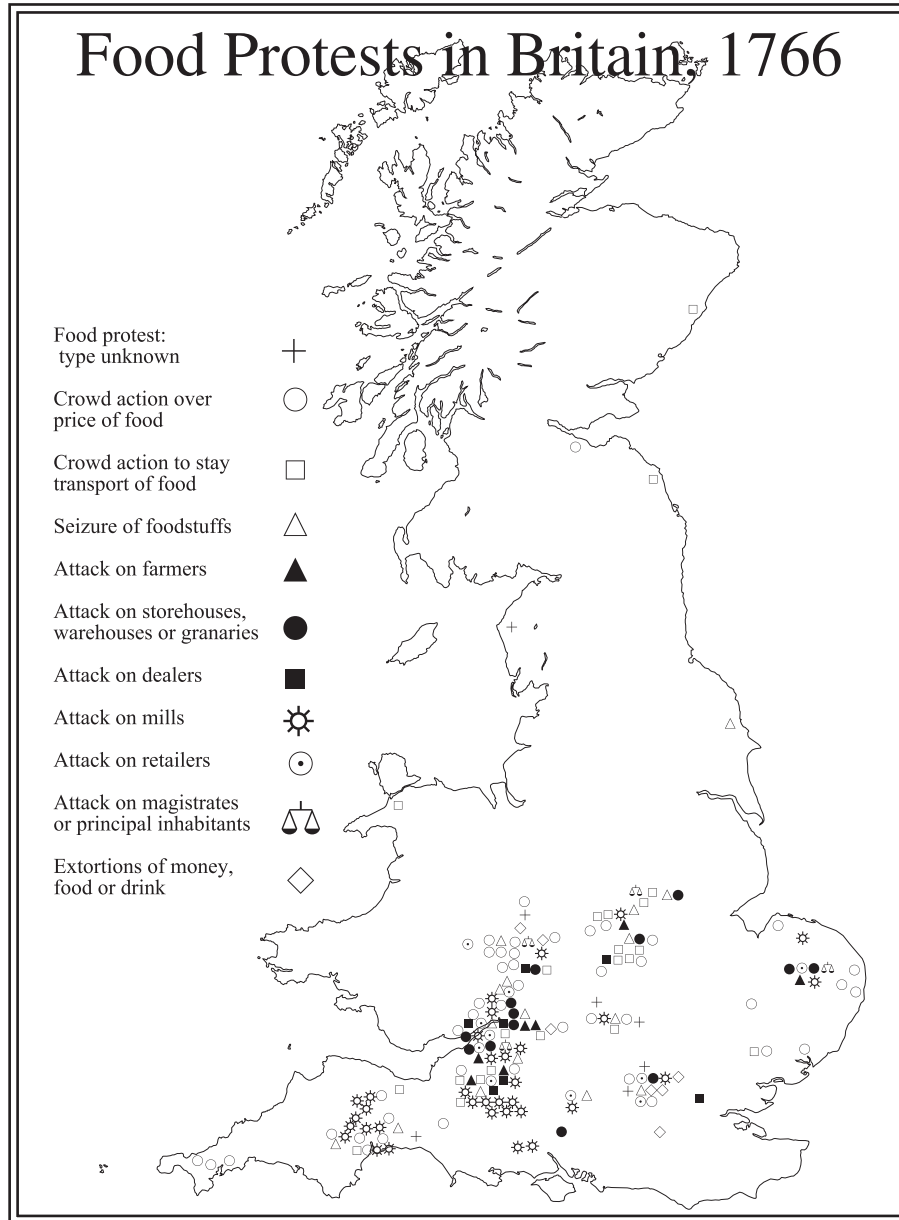 Food Protests in Britain, 1766
Food protest:
type unknown
Crowd action over
price of food
Crowd action to stay
transport of food
Seizure of foodstuffs
Attack on farmers
Attack on storehouses,
warehouses or granaries
Attack on dealers
Attack on mills
Attack on retailers
Attack on magistrates
or principal inhabitants
Extortions of money,
food or drink